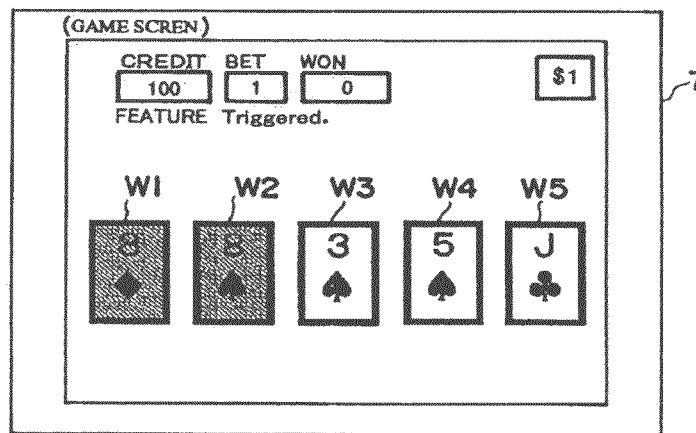 (GAME SCREN)
CREDIT BET WON
100 1 0 $1
FEATURE Triggered.
7
W1 W2 W3 W4 W5
8 8 3 5 J